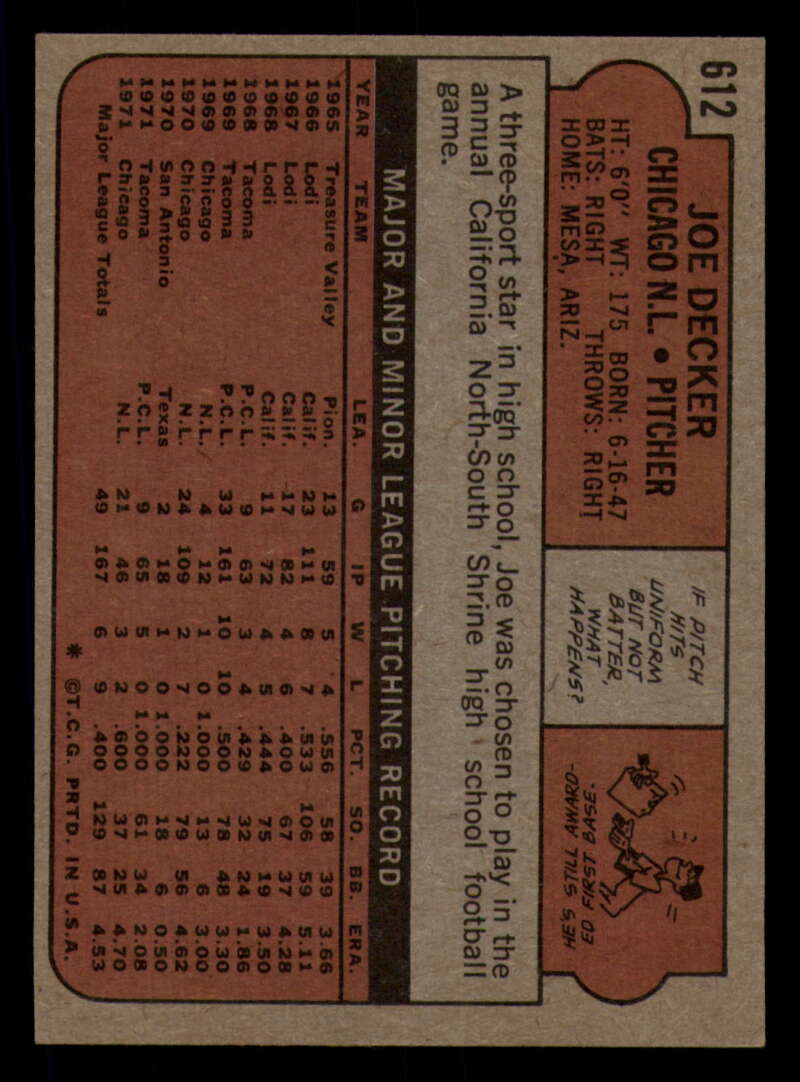 612
JOE DECKER
CHICAGO N.L. • PITCHER
HT: 6'0" WT: 175 BORN: 6-16-47
BATS: RIGHT THROWS: RIGHT
HOME: MESA, ARIZ.
IF PITCH
HITS
UNIFORM
BUT NOT
BATTER,
WHAT
HAPPENS?
HE'S STILL AWARD-
ED FIRST BASE.
A three-sport star in high school, Joe was chosen to play in the
annual California North-South Shrine high school football
game.
MAJOR AND MINOR LEAGUE PITCHING RECORD
YEAR TEAM LEA. G IP W L PCT. SO. BB. ERA.
1965 Treasure Valley Pion. 13 59 5 4 .556 58 39 3.66
1966 Lodi Calif. 23 111 8 7 .533 106 59 5.11
1967 Lodi Calif. 17 82 4 6 .400 67 37 4.28
1968 Lodi Calif. 11 72 4 5 .444 75 19 3.50
1968 Tacoma P.C.L. 9 63 3 4 .429 32 24 1.86
1969 Tacoma P.C.L. 33 161 10 10 .500 78 48 3.30
1969 Chicago N.L. 4 12 1 0 1.000 13 6 3.00
1970 Chicago N.L. 24 109 2 7 .222 79 56 4.62
1970 San Antonio Texas 2 18 1 0 1.000 18 6 0.50
1971 Tacoma P.C.L. 9 65 5 0 1.000 61 34 2.08
1971 Chicago N.L. 21 46 3 2 .600 37 25 4.70
Major League Totals 49 167 6 9 .400 129 87 4.53
* ©T.C.G. PRTD. IN U.S.A.